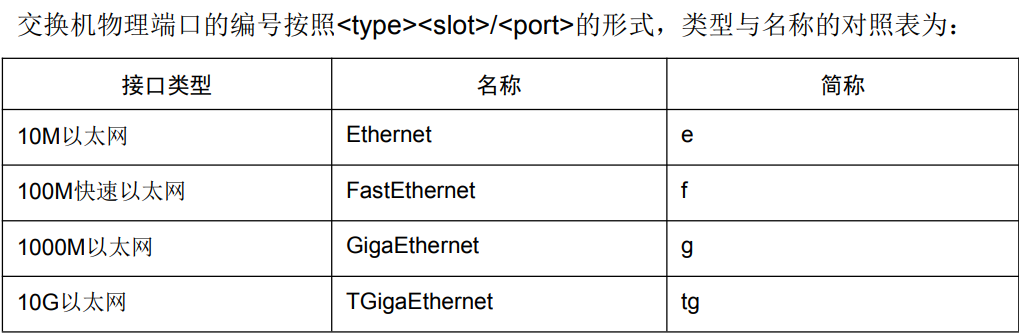 交换机物理端口的编号按照<type><slot>/<port>的形式，类型与名称的对照表为：
接口类型 名称 简称
10M以太网 Ethernet e
100M快速以太网 FastEthernet f
1000M以太网 GigaEthernet g
10G以太网 TGigaEthernet tg